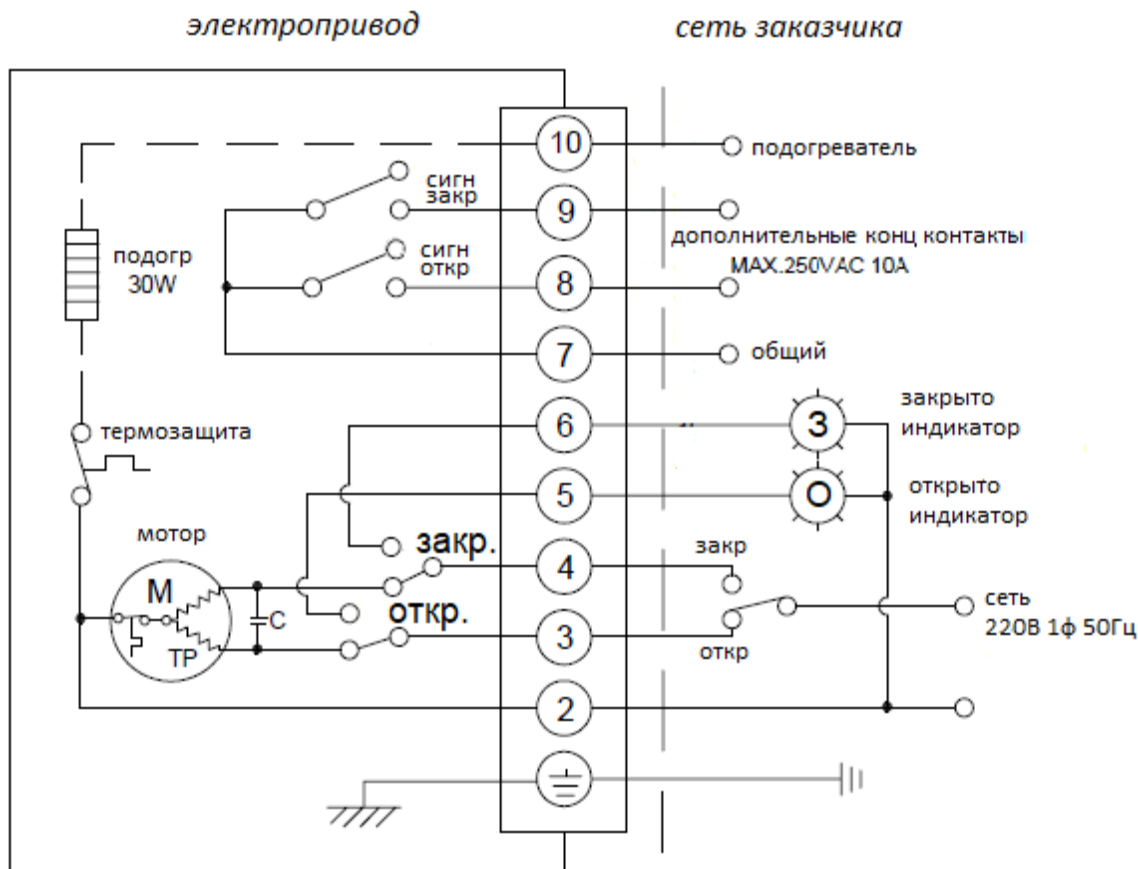 электропривод
сеть заказчика
10
подогреватель
сигн
закр
9
дополнительные конц контакты
MAX.250VAC 10A
подогр
30W
сигн
откр
8
7
общий
закрыто
индикатор
6
З
термозащита
5
О
открыто
индикатор
мотор
закр.
4
закр
M
C
ТР
откр.
3
откр
сеть
220В 1ф 50Гц
2